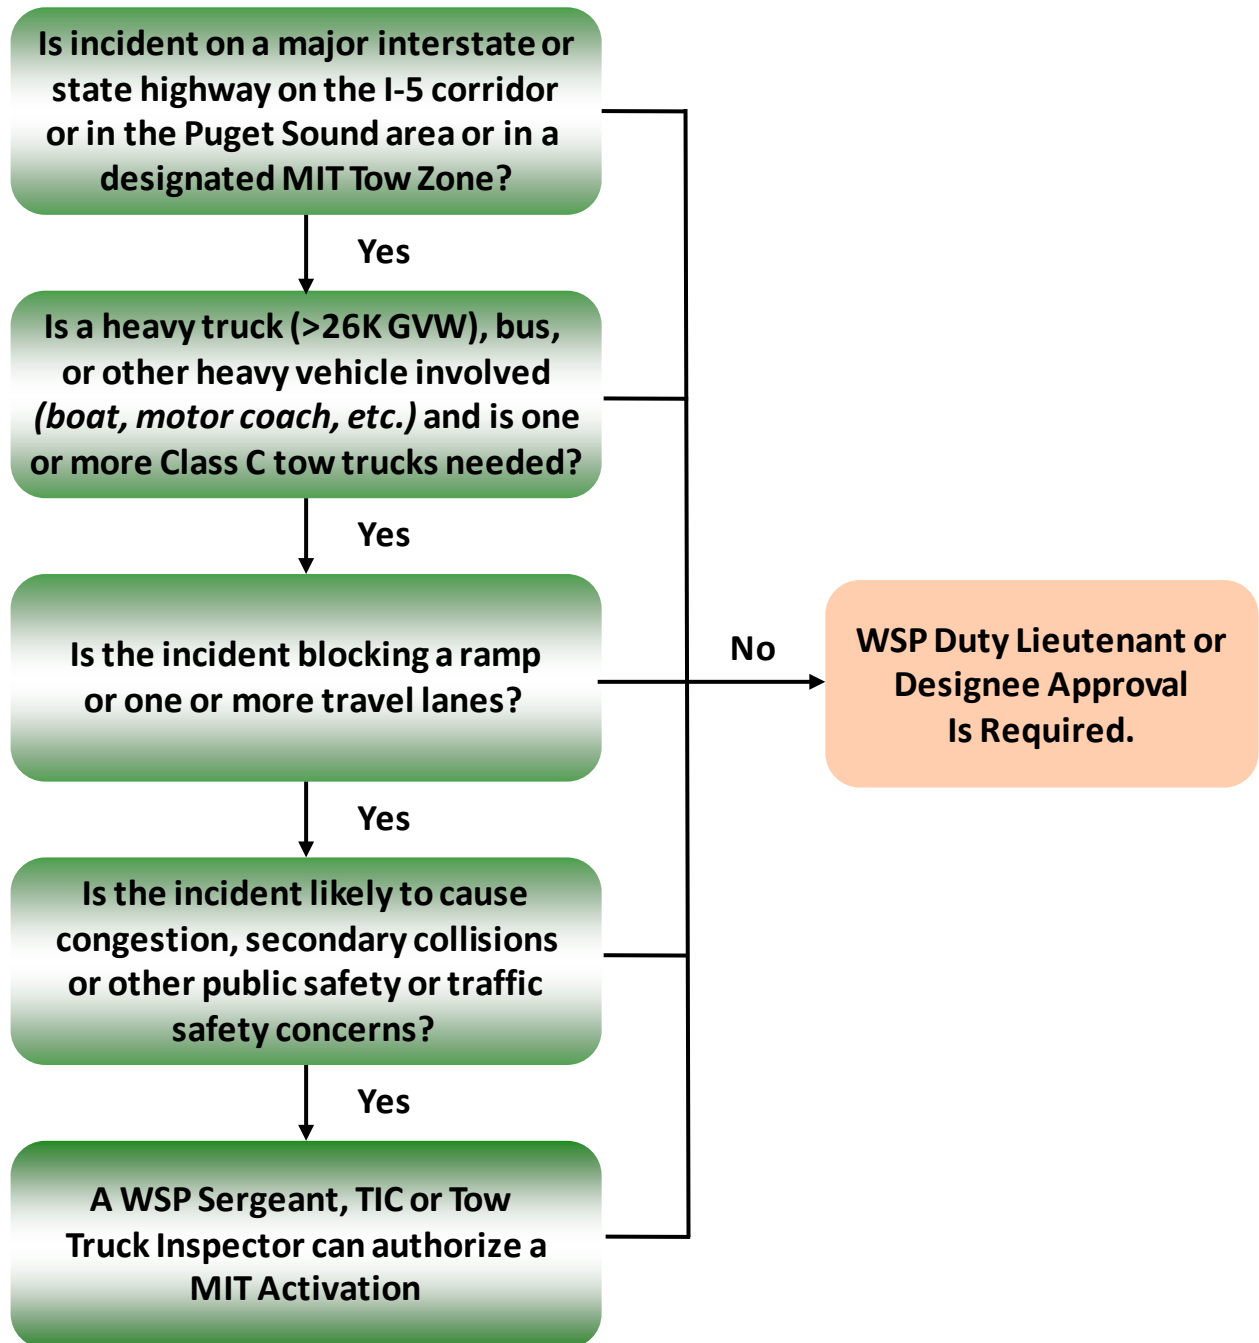 Is incident on a major interstate or
state highway on the I-5 corridor
or in the Puget Sound area or in a
designated MIT Tow Zone?
Yes
Is a heavy truck (>26K GVW), bus,
or other heavy vehicle involved
(boat, motor coach, etc.) and is one
or more Class C tow trucks needed?
Yes
Is the incident blocking a ramp
or one or more travel lanes?
No
WSP Duty Lieutenant or
Designee Approval
Is Required.
Yes
Is the incident likely to cause
congestion, secondary collisions
or other public safety or traffic
safety concerns?
Yes
A WSP Sergeant, TIC or Tow
Truck Inspector can authorize a
MIT Activation